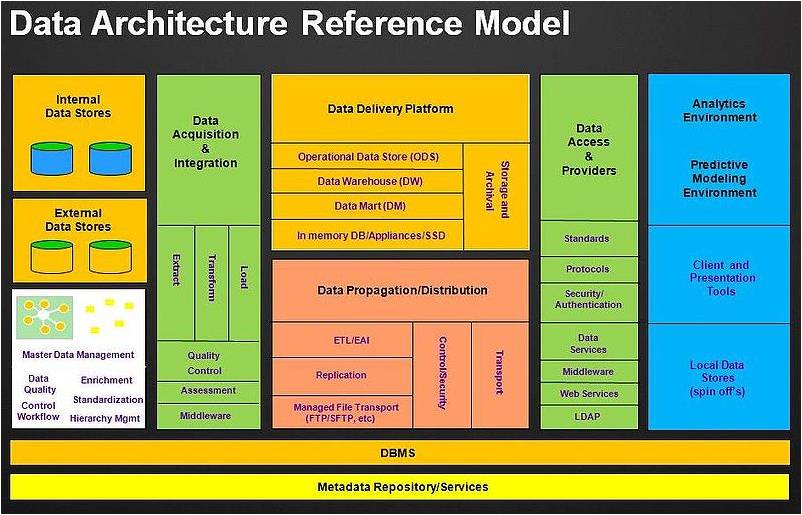 Data Architecture Reference Model
Internal
Data Stores
External
Data Stores
Master Data Management
Data
Quality
Enrichment
Standardization
Control
Workflow
Hierarchy Mgmt
Data
Acquisition
&
Integration
Extract
Transform
Load
Quality
Control
Assessment
Middleware
Data Delivery Platform
Operational Data Store (ODS)
Data Warehouse (DW)
Data Mart (DM)
In memory DB/Appliances/SSD
Storage and
Archival
Data Propagation/Distribution
ETL/EAI
Replication
Managed File Transport
(FTP/SFTP, etc)
Control/Security
Transport
Data
Access
&
Providers
Standards
Protocols
Security/
Authentication
Data
Services
Middleware
Web Services
LDAP
Analytics
Environment
Predictive
Modeling
Environment
Client and
Presentation
Tools
Local Data
Stores
(spin off's)
DBMS
Metadata Repository/Services